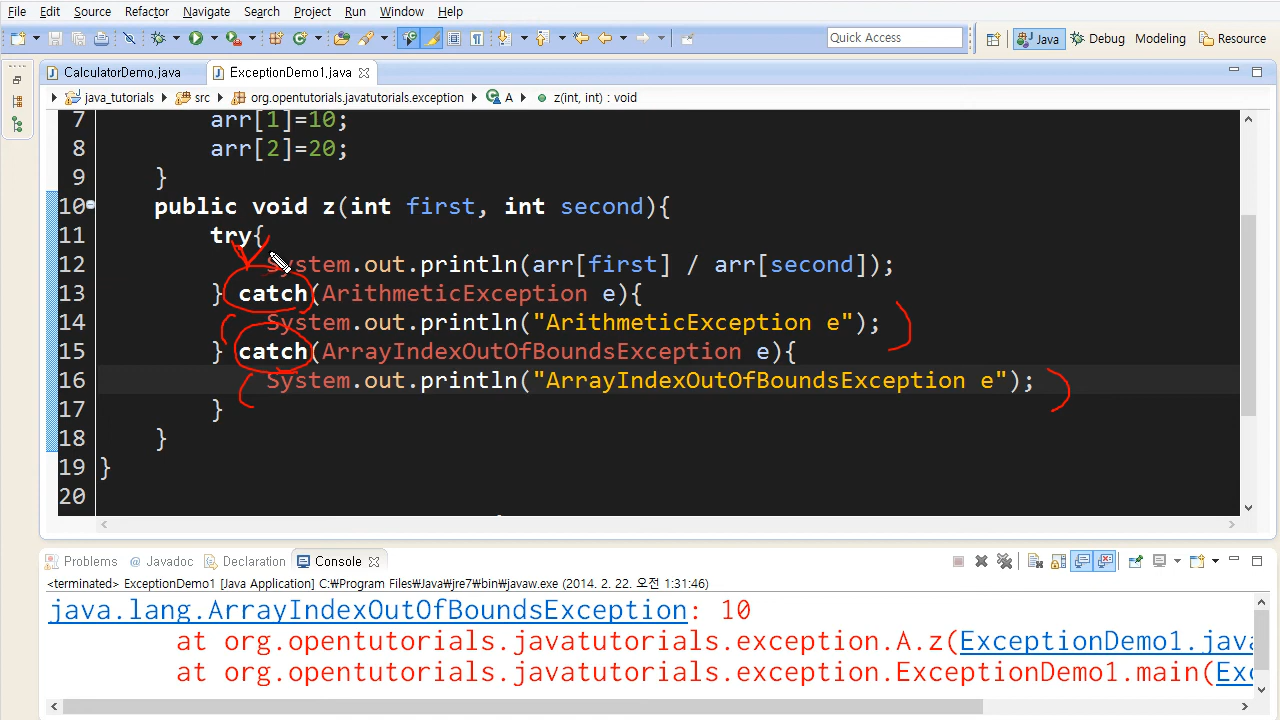 File Edit Source Refactor Navigate Search Project Run Window Help
Quick Access Java Debug Modeling Resource
CalculatorDemo.java ExceptionDemo1.java
java_tutorials src org.opentutorials.javatutorials.exception A z(int, int) : void
7 arr[1]=10;
8 arr[2]=20;
9 }
10 public void z(int first, int second){
11 try{
12 System.out.println(arr[first] / arr[second]);
13 } catch(ArithmeticException e){
14 System.out.println("ArithmeticException e");
15 } catch(ArrayIndexOutOfBoundsException e){
16 System.out.println("ArrayIndexOutOfBoundsException e");
17 }
18 }
19 }
20
Problems @ Javadoc Declaration Console
<terminated> ExceptionDemo1 [Java Application] C:₩Program Files₩Java₩jre7₩bin₩javaw.exe (2014. 2. 22. 오전 1:31:46)
java.lang.ArrayIndexOutOfBoundsException: 10
at org.opentutorials.javatutorials.exception.A.z(ExceptionDemo1.java
at org.opentutorials.javatutorials.exception.ExceptionDemo1.main(Exc